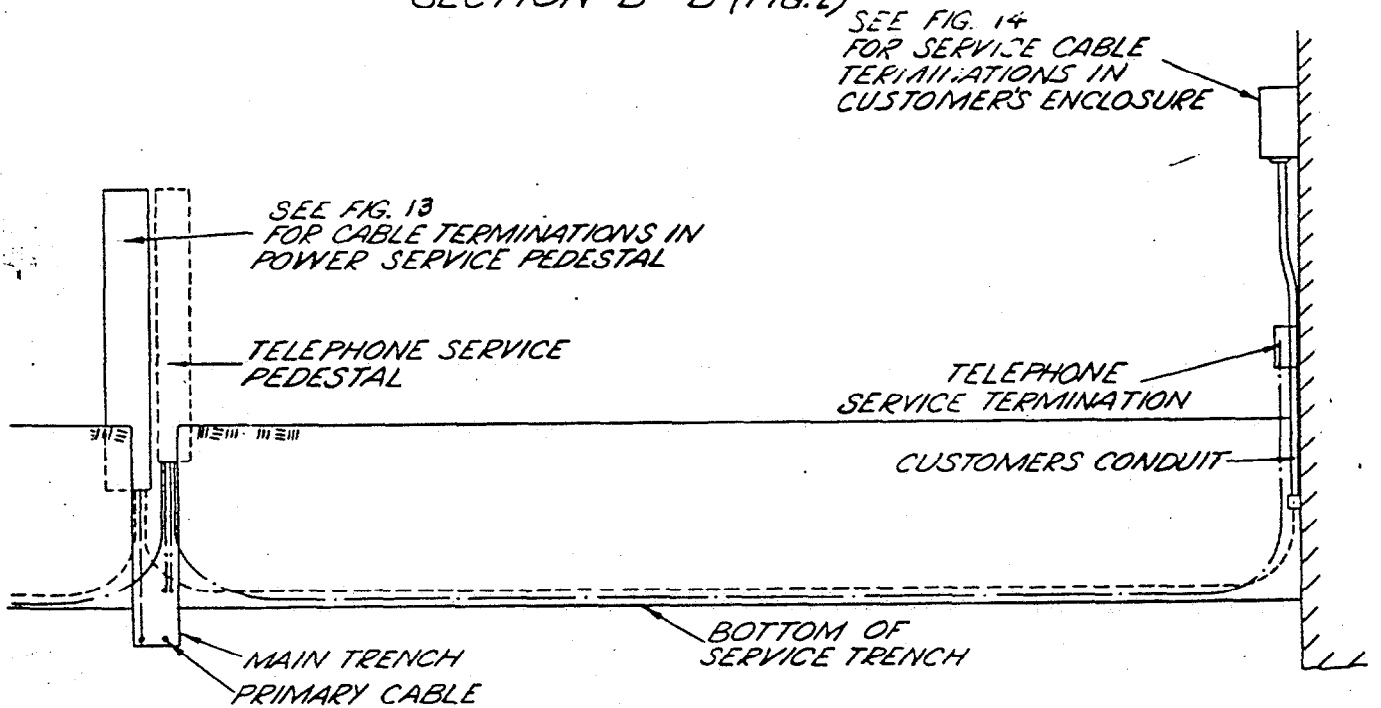 SECTION B-B (FIG.2)
SEE FIG. 14
FOR SERVICE CABLE
TERMINATIONS IN
CUSTOMER'S ENCLOSURE
SEE FIG. 13
FOR CABLE TERMINATIONS IN
POWER SERVICE PEDESTAL
TELEPHONE SERVICE
PEDESTAL
TELEPHONE
SERVICE TERMINATION
CUSTOMERS CONDUIT
BOTTOM OF
SERVICE TRENCH
MAIN TRENCH
PRIMARY CABLE